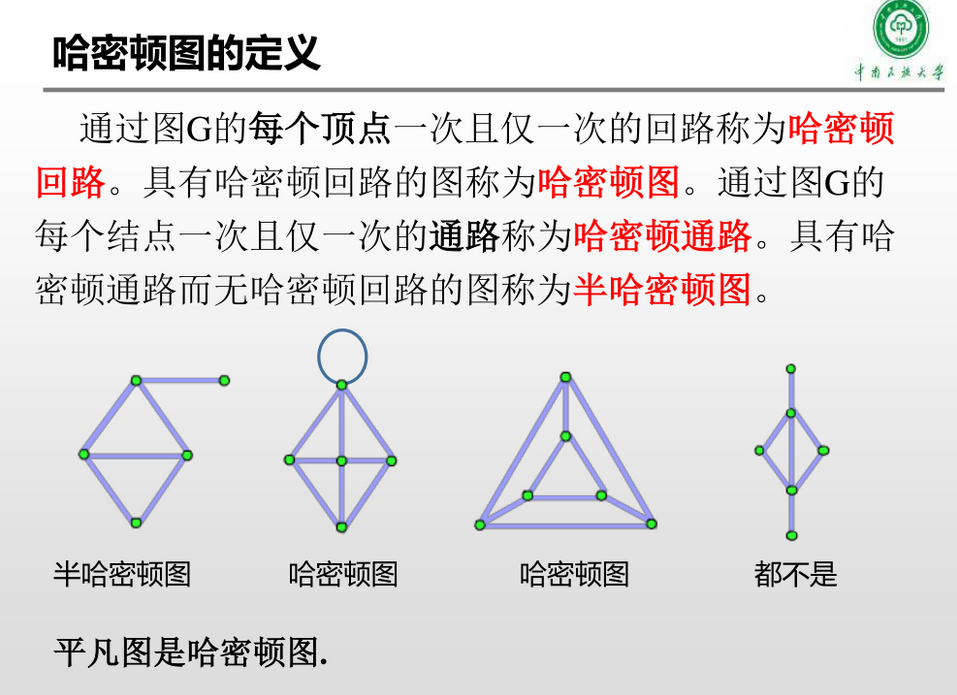 哈密顿图的定义
中南民族大学
通过图G的每个顶点一次且仅一次的回路称为哈密顿
回路。具有哈密顿回路的图称为哈密顿图。通过图G的
每个结点一次且仅一次的通路称为哈密顿通路。具有哈
密顿通路而无哈密顿回路的图称为半哈密顿图。
半哈密顿图 哈密顿图 哈密顿图 都不是
平凡图是哈密顿图.